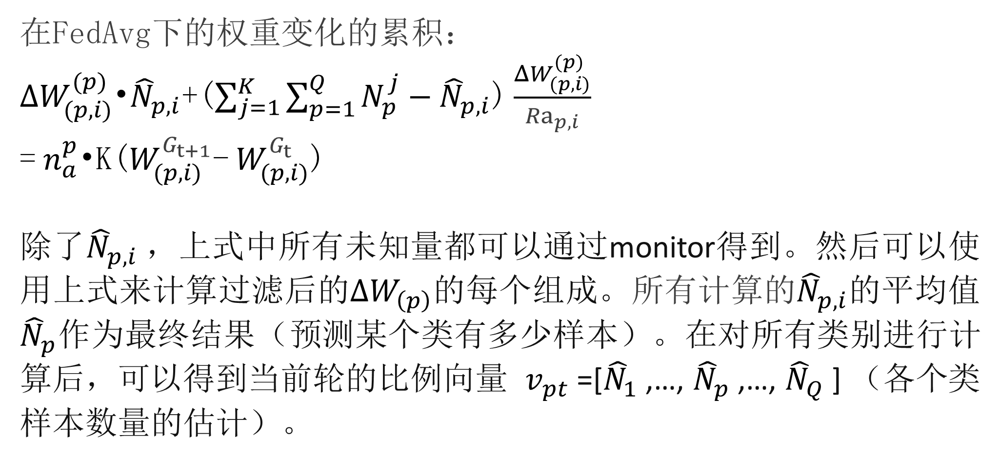 在FedAvg下的权重变化的累积：
$\Delta W_{(p,i)}^{(p)} \bullet \widehat{N}_{p,i} + (\sum_{j=1}^{K} \sum_{p=1}^{Q} N_p^j - \widehat{N}_{p,i}) \frac{\Delta W_{(p,i)}^{(p)}}{Ra_{p,i}}$
$= n_a^p \bullet K(W_{(p,i)}^{G_{t+1}} - W_{(p,i)}^{G_t})$
除了$\widehat{N}_{p,i}$，上式中所有未知量都可以通过monitor得到。然后可以使
用上式来计算过滤后的$\Delta W_{(p)}$的每个组成。所有计算的$\widehat{N}_{p,i}$的平均值
$\widehat{N}_p$作为最终结果（预测某个类有多少样本）。在对所有类别进行计
算后，可以得到当前轮的比例向量 $v_{pt}$ =[$\widehat{N}_1$ ,…, $\widehat{N}_p$ ,…, $\widehat{N}_Q$ ]（各个类
样本数量的估计）。